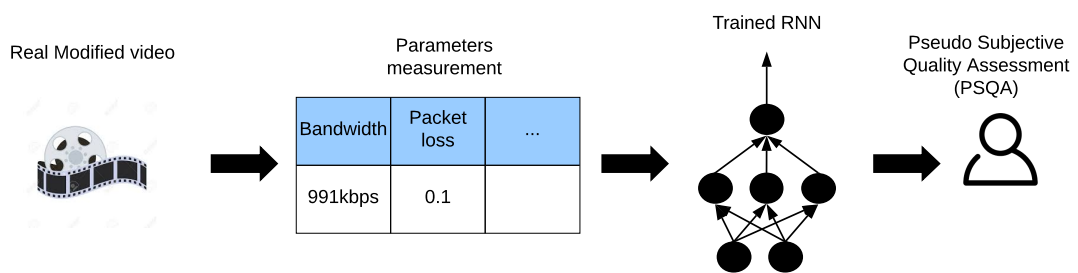 Real Modified video
Parameters
measurement
Bandwidth
Packet
loss
...
991kbps
0.1
Trained RNN
Pseudo Subjective
Quality Assessment
(PSQA)